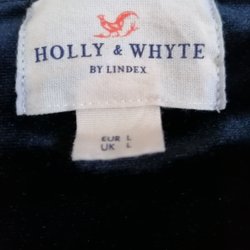 HOLLY & WHYTE
BY LINDEX
EUR L
UK L